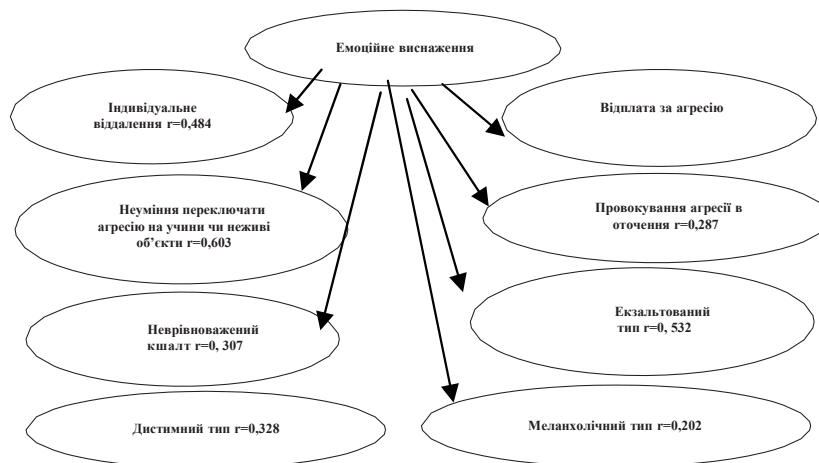 Емоційне виснаження
Індивідуальне
віддалення r=0,484
Відплата за агресію
Неуміння переключати
агресію на учини чи неживі
об’єкти r=0,603
Провокування агресії в
оточення r=0,287
Неврівноважений
кшалт r=0, 307
Екзальтований
тип r=0, 532
Дистимний тип r=0,328
Меланхолічний тип r=0,202